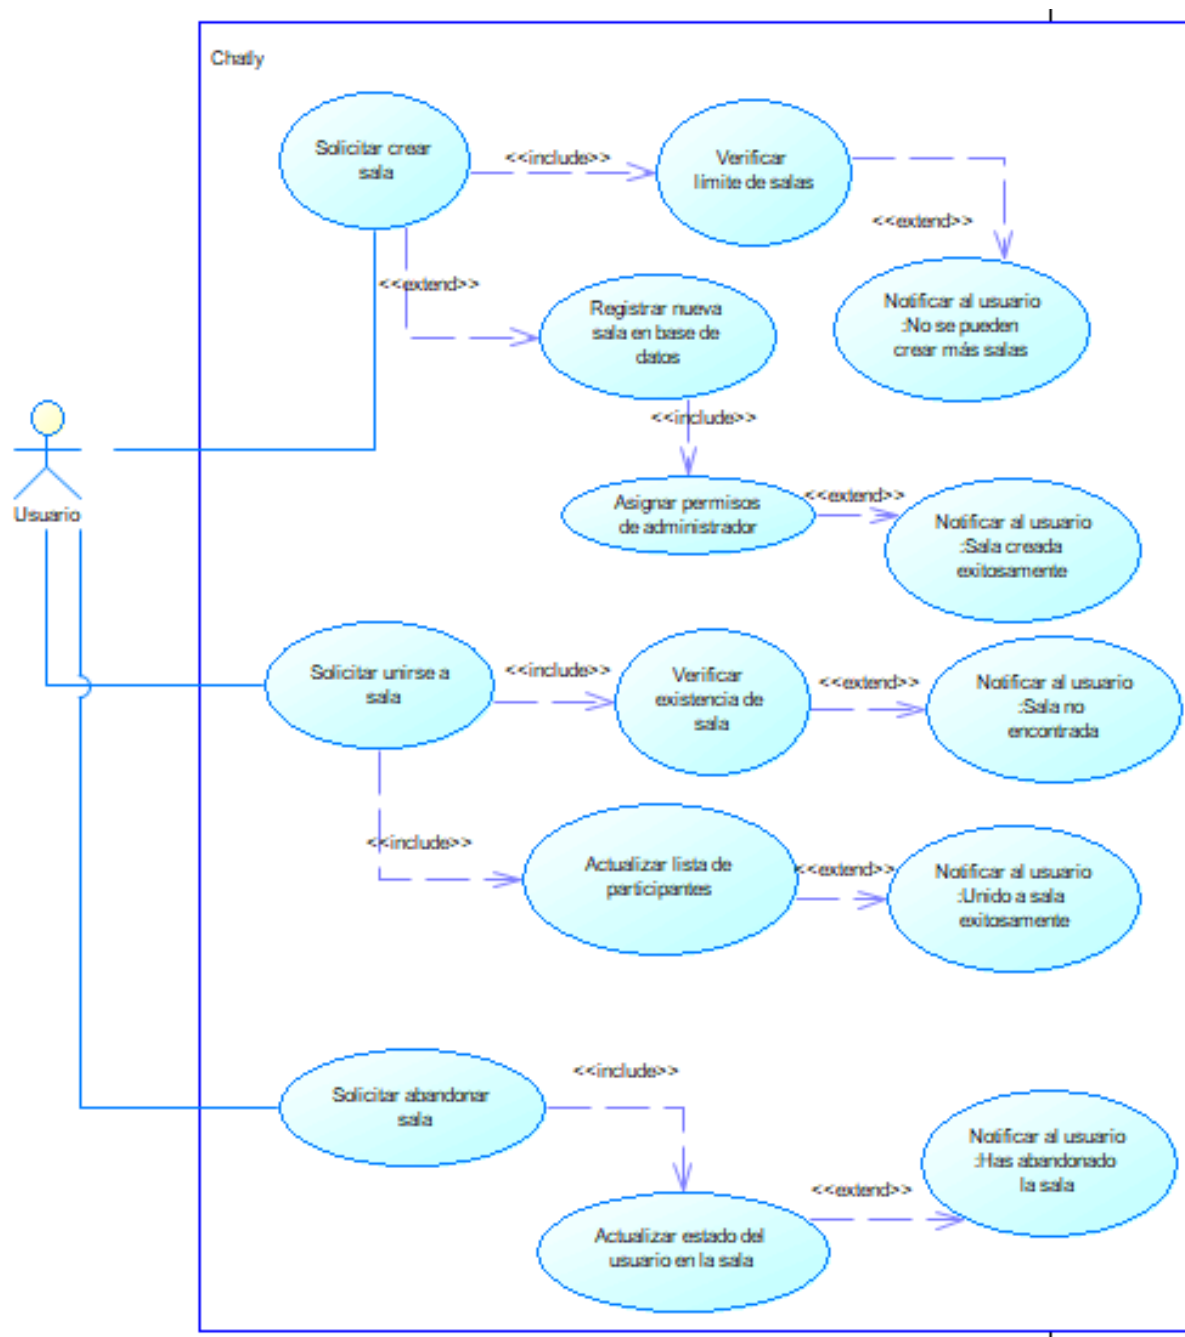 Chatly
Solicitar crear
sala
<<include>>
Verificar
límite de salas
<<extend>>
<<extend>>
Registrar nueva
sala en base de
datos
Notificar al usuario
:No se pueden
crear más salas
<<include>>
Usuario
Asignar permisos
de administrador
<<extend>>
Notificar al usuario
:Sala creada
exitosamente
Solicitar unirse a
sala
<<include>>
Verificar
existencia de
sala
<<extend>>
Notificar al usuario
:Sala no
encontrada
<<include>>
Actualizar lista de
participantes
<<extend>>
Notificar al usuario
:Unido a sala
exitosamente
Solicitar abandonar
sala
<<include>>
Actualizar estado del
usuario en la sala
<<extend>>
Notificar al usuario
:Has abandonado
la sala